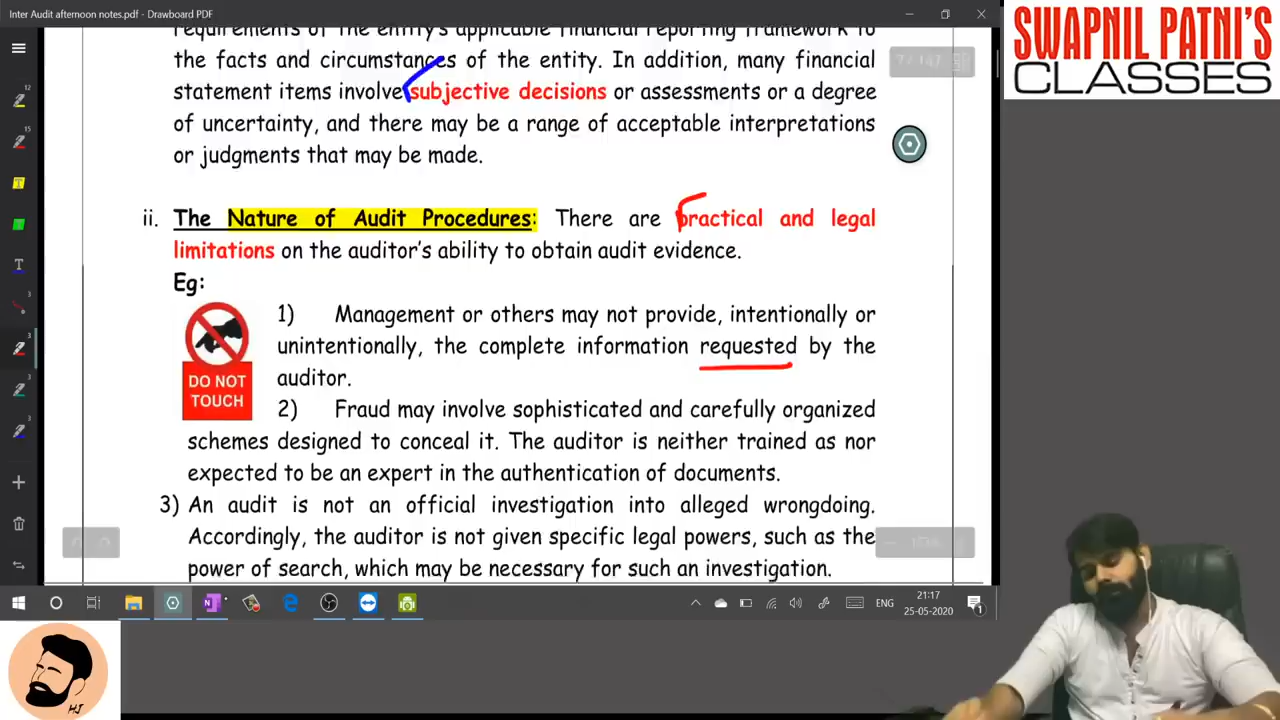 Inter Audit afternoon notes.pdf - Drawboard PDF
SWAPNIL PATNI'S
CLASSES
requirements of the entity's applicable financial reporting framework to
the facts and circumstances of the entity. In addition, many financial
statement items involve subjective decisions or assessments or a degree
of uncertainty, and there may be a range of acceptable interpretations
or judgments that may be made.
ii. The Nature of Audit Procedures: There are practical and legal
limitations on the auditor's ability to obtain audit evidence.
Eg:
1) Management or others may not provide, intentionally or
unintentionally, the complete information requested by the
auditor.
DO NOT
TOUCH
2) Fraud may involve sophisticated and carefully organized
schemes designed to conceal it. The auditor is neither trained as nor
expected to be an expert in the authentication of documents.
3) An audit is not an official investigation into alleged wrongdoing.
Accordingly, the auditor is not given specific legal powers, such as the
power of search, which may be necessary for such an investigation.
ENG
21:17
25-05-2020
HJ